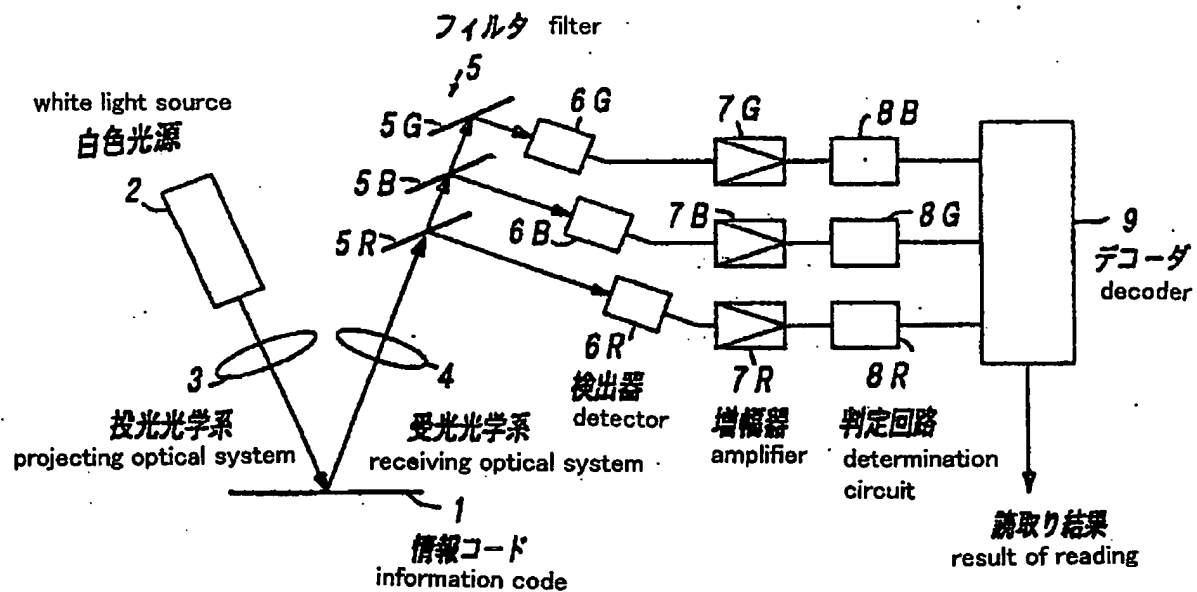 フィルタ filter
5
white light source
白色光源
2
5G
6G
7G
8B
5B
6B
7B
8G
9
デコーダ
decoder
5R
6R
検出器
detector
7R
増幅器
amplifier
8R
判定回路
determination
circuit
3
投光光学系
projecting optical system
4
受光光学系
receiving optical system
1
情報コード
information code
読取り結果
result of reading